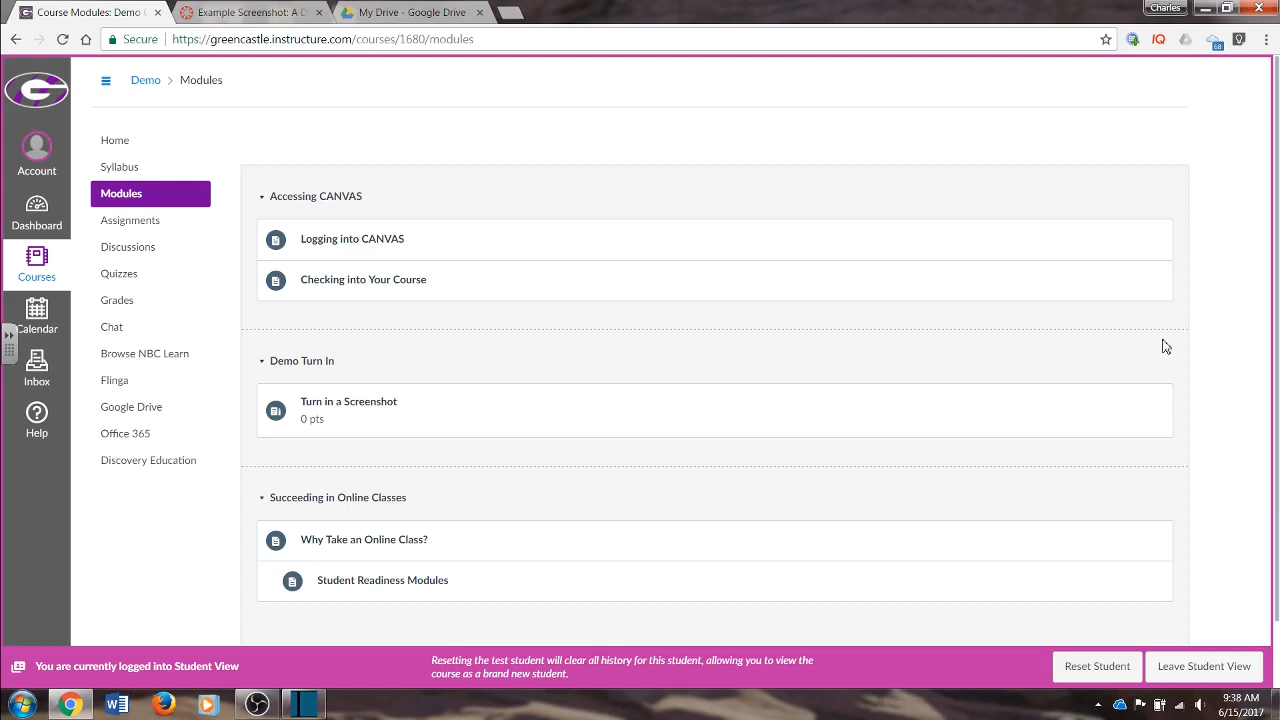 Course Modules: Demo
Example Screenshot: A D
My Drive - Google Drive
Charles
Secure
https://greencastle.instructure.com/courses/1680/modules
IQ
68
Demo > Modules
G
Account
Dashboard
Courses
Calendar
Inbox
Help
Home
Syllabus
Modules
Assignments
Discussions
Quizzes
Grades
Chat
Browse NBC Learn
Flinga
Google Drive
Office 365
Discovery Education
Accessing CANVAS
Logging into CANVAS
Checking into Your Course
Demo Turn In
Turn in a Screenshot
0 pts
Succeeding in Online Classes
Why Take an Online Class?
Student Readiness Modules
You are currently logged into Student View
Resetting the test student will clear all history for this student, allowing you to view the
course as a brand new student.
Reset Student
Leave Student View
9:38 AM
6/15/2017